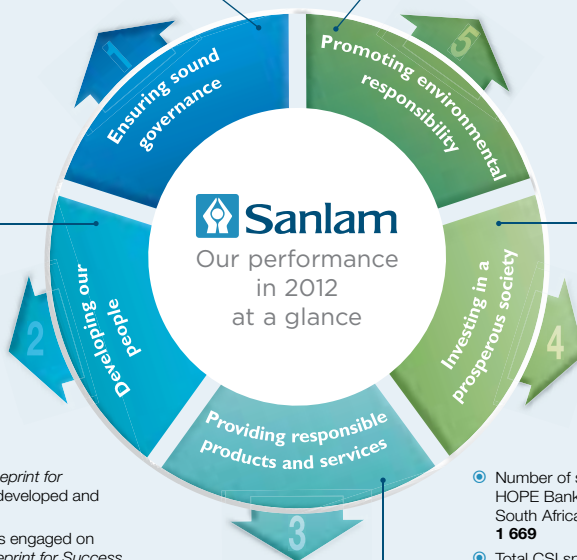 1
Ensuring sound
governance
5
Promoting environmental
responsibility
Sanlam
Our performance
in 2012
at a glance
2
Developing our
people
4
Investing in a
prosperous society
3
Providing responsible
products and services
eprint for
developed and
s engaged on
eprint for Success
Number of s
HOPE Bank
South Africa
1 669
Total CSI sp